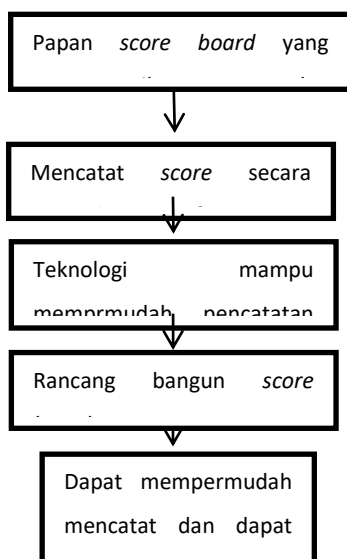 Papan score board yang
Mencatat score secara
Teknologi mampu
memprmudah pencatatan
Rancang bangun score
Dapat mempermudah
mencatat dan dapat